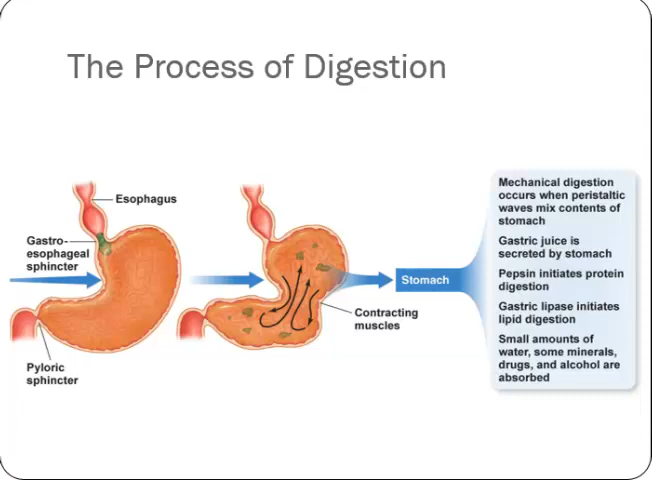 The Process of Digestion
Esophagus
Gastro-
esophageal
sphincter
Pyloric
sphincter
Contracting
muscles
Stomach
Mechanical digestion
occurs when peristaltic
waves mix contents of
stomach
Gastric juice is
secreted by stomach
Pepsin initiates protein
digestion
Gastric lipase initiates
lipid digestion
Small amounts of
water, some minerals,
drugs, and alcohol are
absorbed